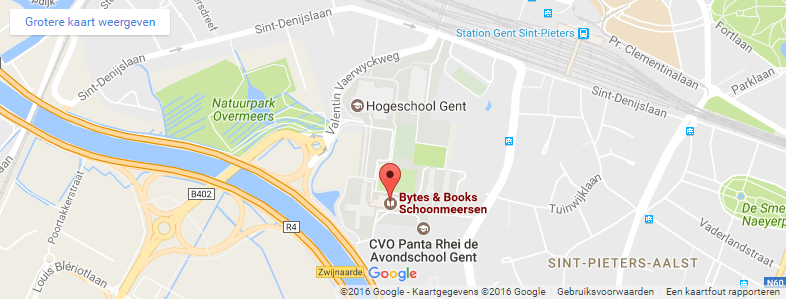 Grotere kaart weergeven
Sint-Denijslaan
Station Gent Sint-Pieters
Fortlaan
Pr. Clementinalaan
Parklaan
Sint-Denijslaan
Sint-Denijslaan
Valentin Vaerwyckweg
Natuurpark
Overmeers
Hogeschool Gent
B402
Bytes & Books
Schoonmeersen
Poortakkerstraat
R4
CVO Panta Rhei de
Avondschool Gent
Tuinwijklaan
De Sme
Naeyerp
Vaderlandstraat
SINT-PIETERS-AALST
Louis Blériotlaan
Zwijnaarde
Google
N60
©2016 Google - Kaartgegevens ©2016 Google
Gebruiksvoorwaarden
Een kaartfout rapporteren